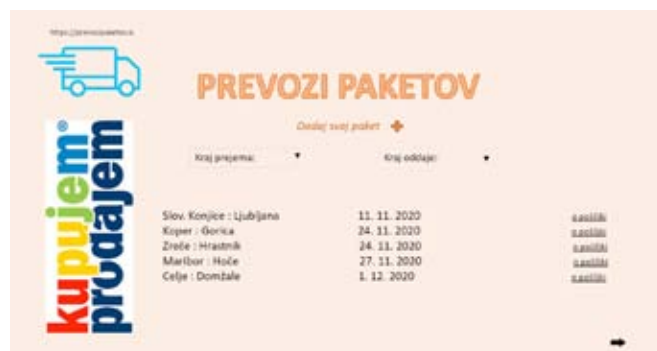 PREVOZI PAKETOV
Dodaj svoj paket
Kraj prejema:
Kraj oddaje:
kupujem
prodajem
Slov. Konjice : Ljubljana 11. 11. 2020
Koper : Gorica 24. 11. 2020
Zreče : Hrastnik 24. 11. 2020
Maribor : Hoče 27. 11. 2020
Celje : Domžale 1. 12. 2020